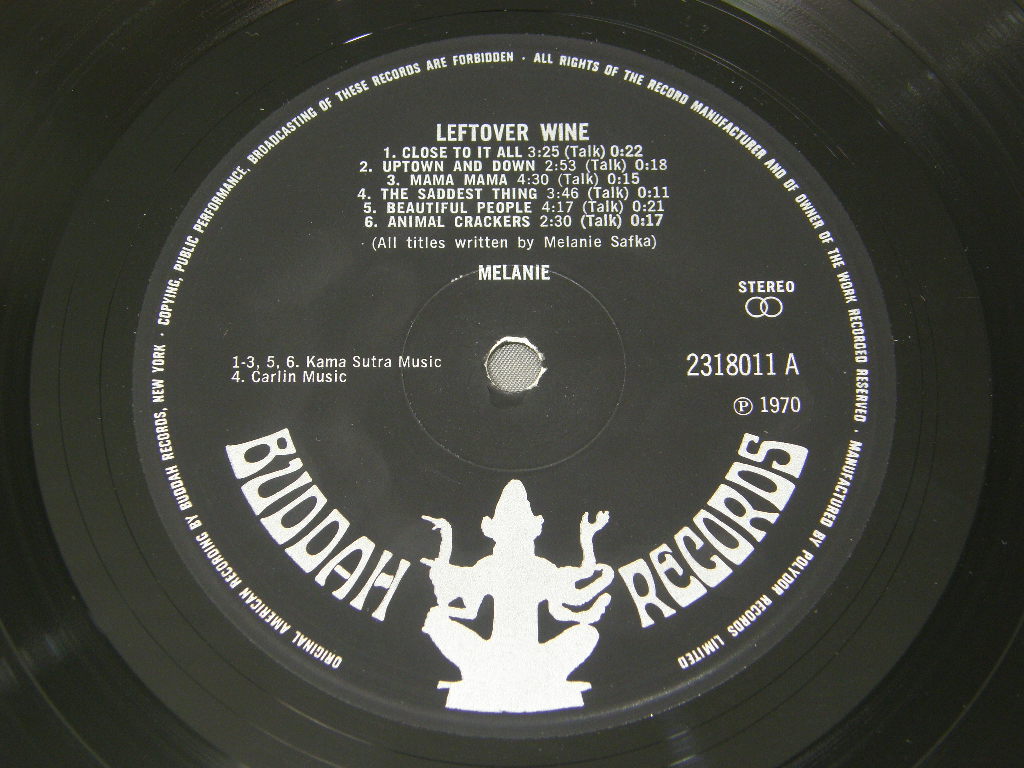 LEFTOVER WINE
1. CLOSE TO IT ALL 3:25 (Talk) 0:22
2. UPTOWN AND DOWN 2:53 (Talk) 0:18
3. MAMA MAMA 4:30 (Talk) 0:15
4. THE SADDEST THING 3:46 (Talk) 0:11
5. BEAUTIFUL PEOPLE 4:17 (Talk) 0:21
6. ANIMAL CRACKERS 2:30 (Talk) 0:17
(All titles written by Melanie Safka)
MELANIE
STEREO
1-3, 5, 6. Kama Sutra Music
4. Carlin Music
2318011 A
℗ 1970
BUDDAH RECORDS
ORIGINAL AMERICAN RECORDING BY BUDDAH RECORDS, NEW YORK · COPYING, PUBLIC PERFORMANCE, BROADCASTING OF THESE RECORDS ARE FORBIDDEN · ALL RIGHTS OF THE RECORD MANUFACTURER AND OF OWNER OF THE WORK RECORDED RESERVED · MANUFACTURED BY POLYDOR RECORDS LIMITED